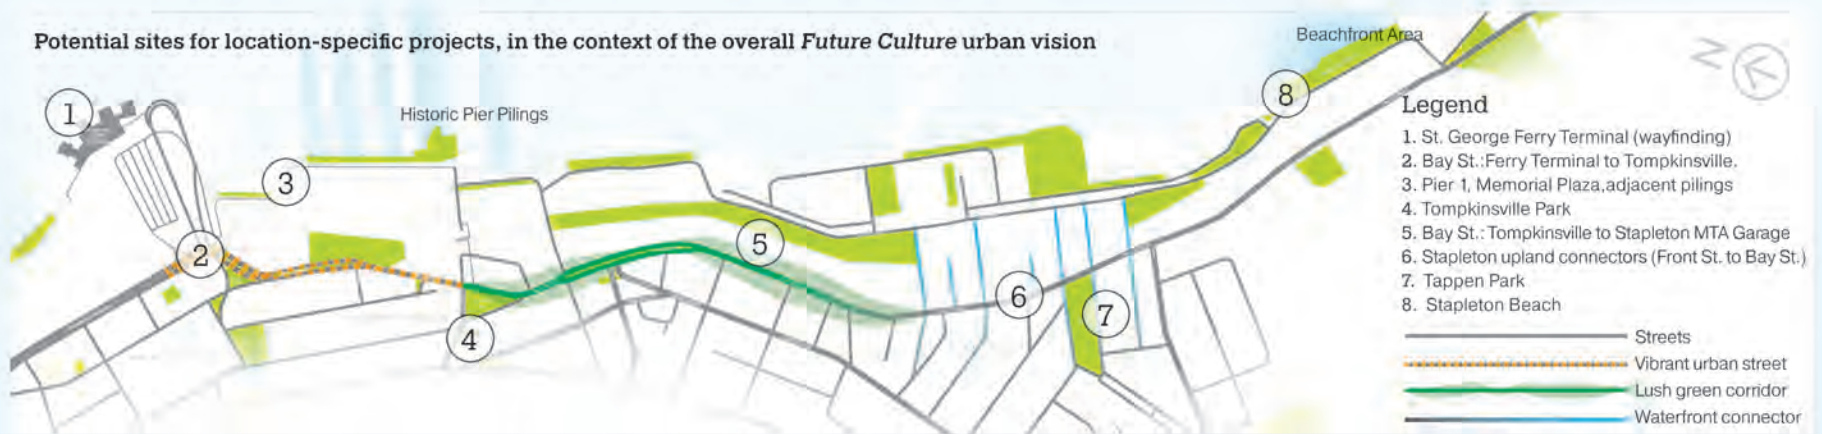 Potential sites for location-specific projects, in the context of the overall Future Culture urban vision
Beachfront Area
N
1
Historic Pier Pilings
8
3
2
5
4
6
7
Legend
1. St. George Ferry Terminal (wayfinding)
2. Bay St.:Ferry Terminal to Tompkinsville.
3. Pier 1, Memorial Plaza,adjacent pilings
4. Tompkinsville Park
5. Bay St.: Tompkinsville to Stapleton MTA Garage
6. Stapleton upland connectors (Front St. to Bay St.)
7. Tappen Park
8. Stapleton Beach
Streets
Vibrant urban street
Lush green corridor
Waterfront connector